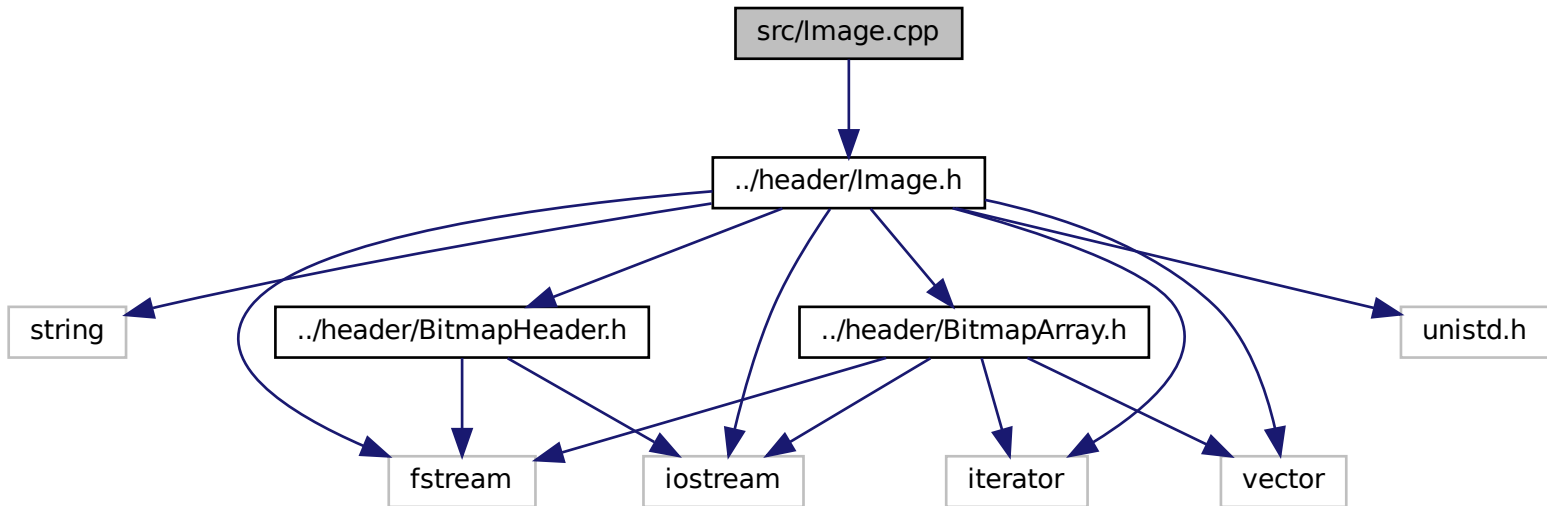 src/Image.cpp
../header/Image.h
string
../header/BitmapHeader.h
../header/BitmapArray.h
unistd.h
fstream
iostream
iterator
vector